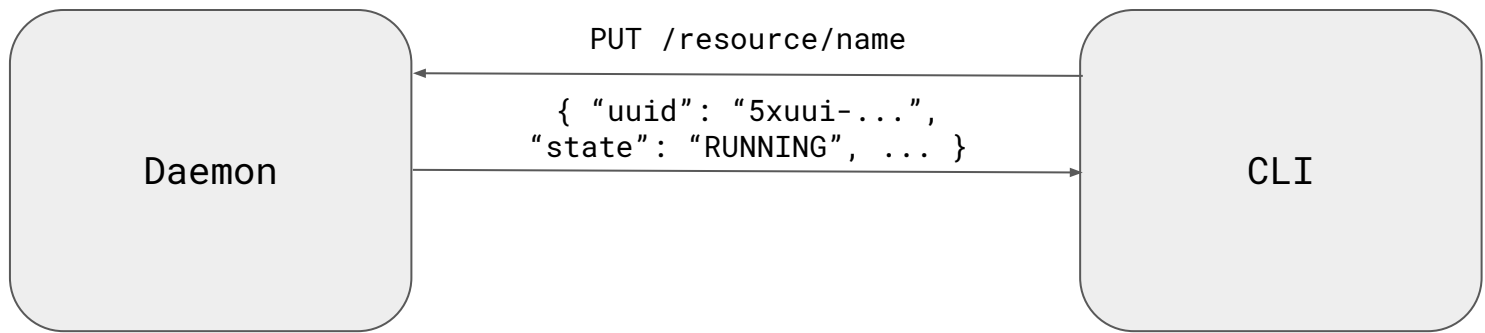 PUT /resource/name
{ “uuid”: “5xuui-...”,
“state”: “RUNNING”, ... }
Daemon
CLI